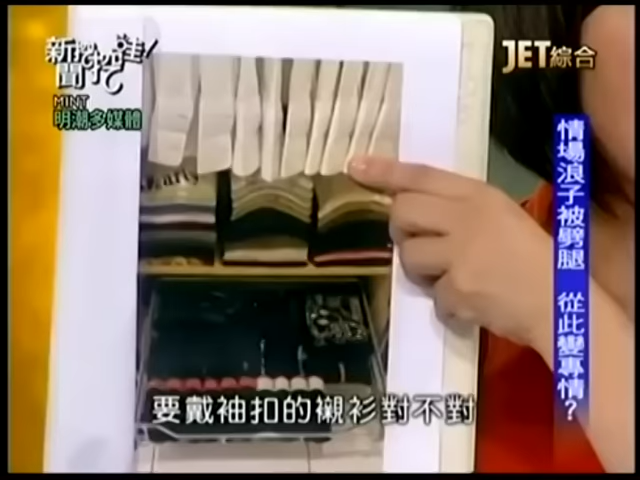 新聞挖挖哇!
MINT
明潮多媒體
JET綜合
情場浪子被劈腿 從此變專情?
要戴袖扣的襯衫對不對